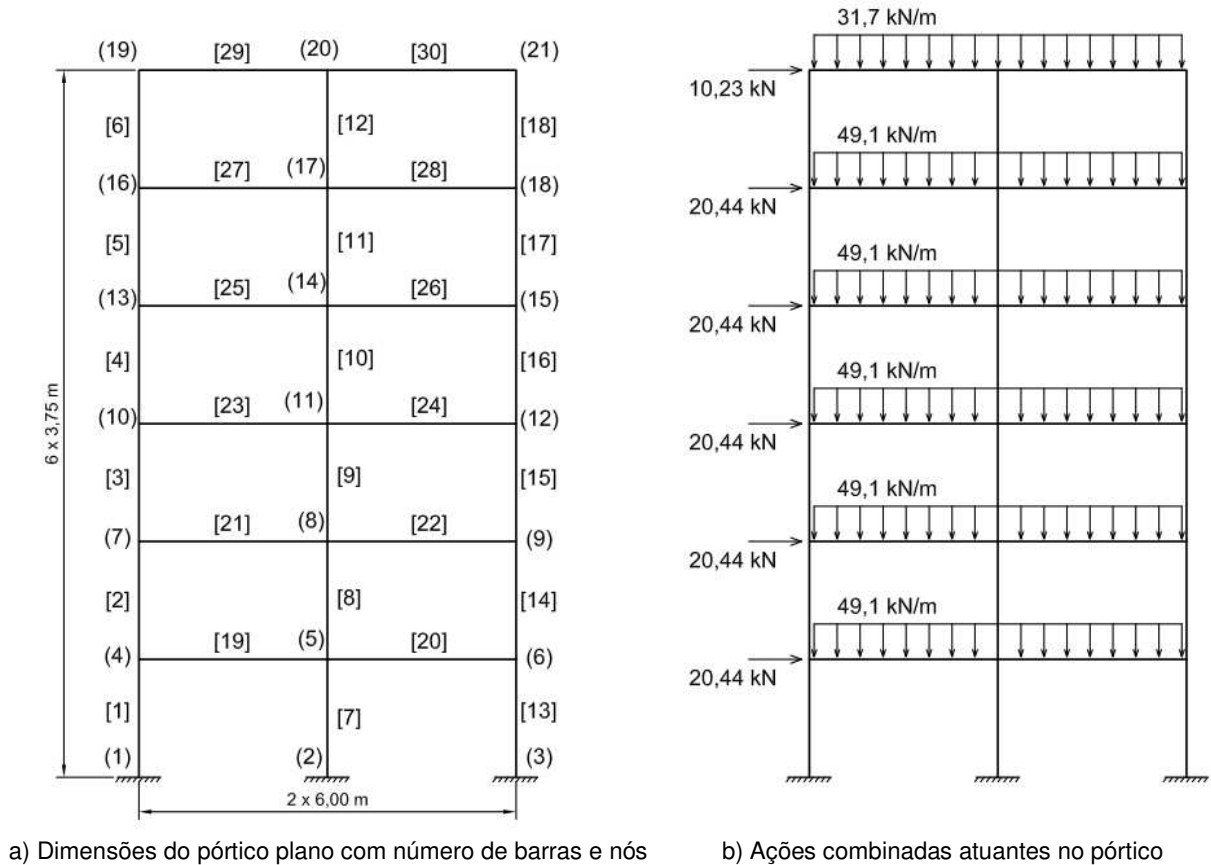 (19) [29] (20) [30] (21)
[6] [12] [18]
(16) [27] (17) [28] (18)
[5] [11] [17]
(13) [25] (14) [26] (15)
[4] [10] [16]
(10) [23] (11) [24] (12)
[3] [9] [15]
(7) [21] (8) [22] (9)
[2] [8] [14]
(4) [19] (5) [20] (6)
[1] [7] [13]
(1) (2) (3)
6 x 3,75 m
2 x 6,00 m
a) Dimensões do pórtico plano com número de barras e nós
31,7 kN/m
10,23 kN
49,1 kN/m
20,44 kN
49,1 kN/m
20,44 kN
49,1 kN/m
20,44 kN
49,1 kN/m
20,44 kN
49,1 kN/m
20,44 kN
b) Ações combinadas atuantes no pórtico